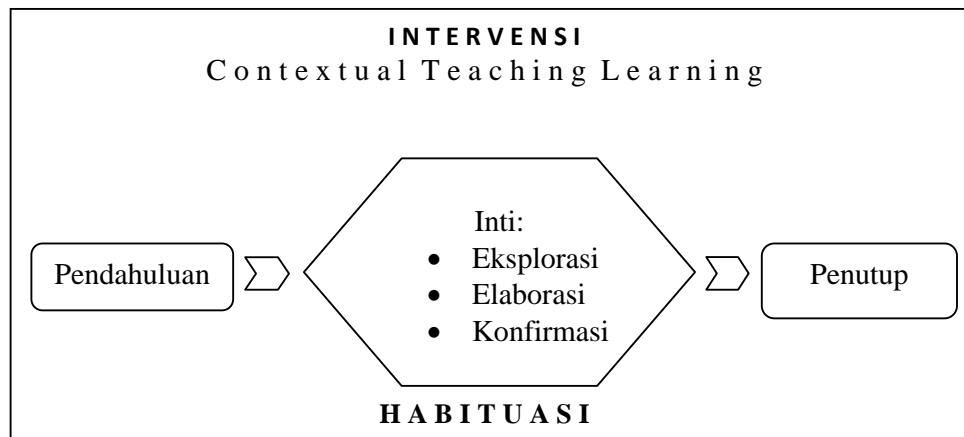 INTERVENSI
Contextual Teaching Learning
Pendahuluan
Inti:
• Eksplorasi
• Elaborasi
• Konfirmasi
Penutup
HABITUASI